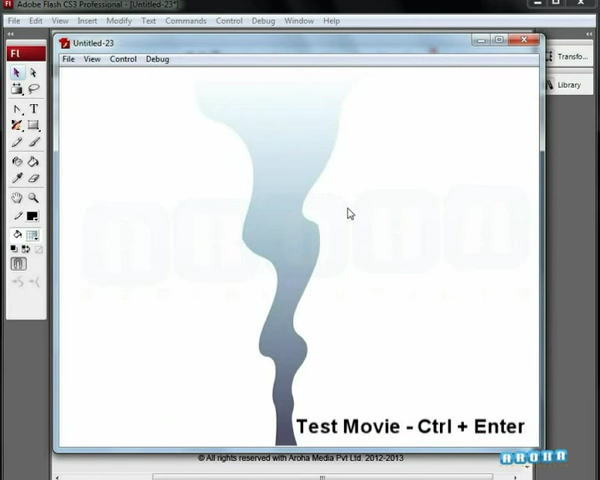 Adobe Flash CS3 Professional - [Untitled-23*]
File Edit View Insert Modify Text Commands Control Debug Window Help
Fl
Untitled-23
File View Control Debug
Transfo...
Library
T
Test Movie - Ctrl + Enter
© All rights reserved with Aroha Media Pvt Ltd. 2012-2013
AROHA